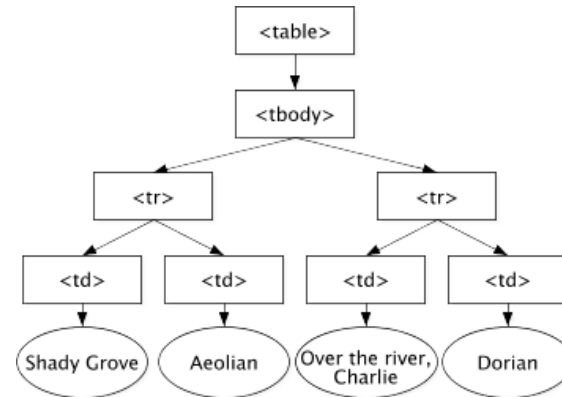 <table>
<tbody>
<tr>
<tr>
<td>
<td>
<td>
<td>
Shady Grove
Aeolian
Over the river,
Charlie
Dorian